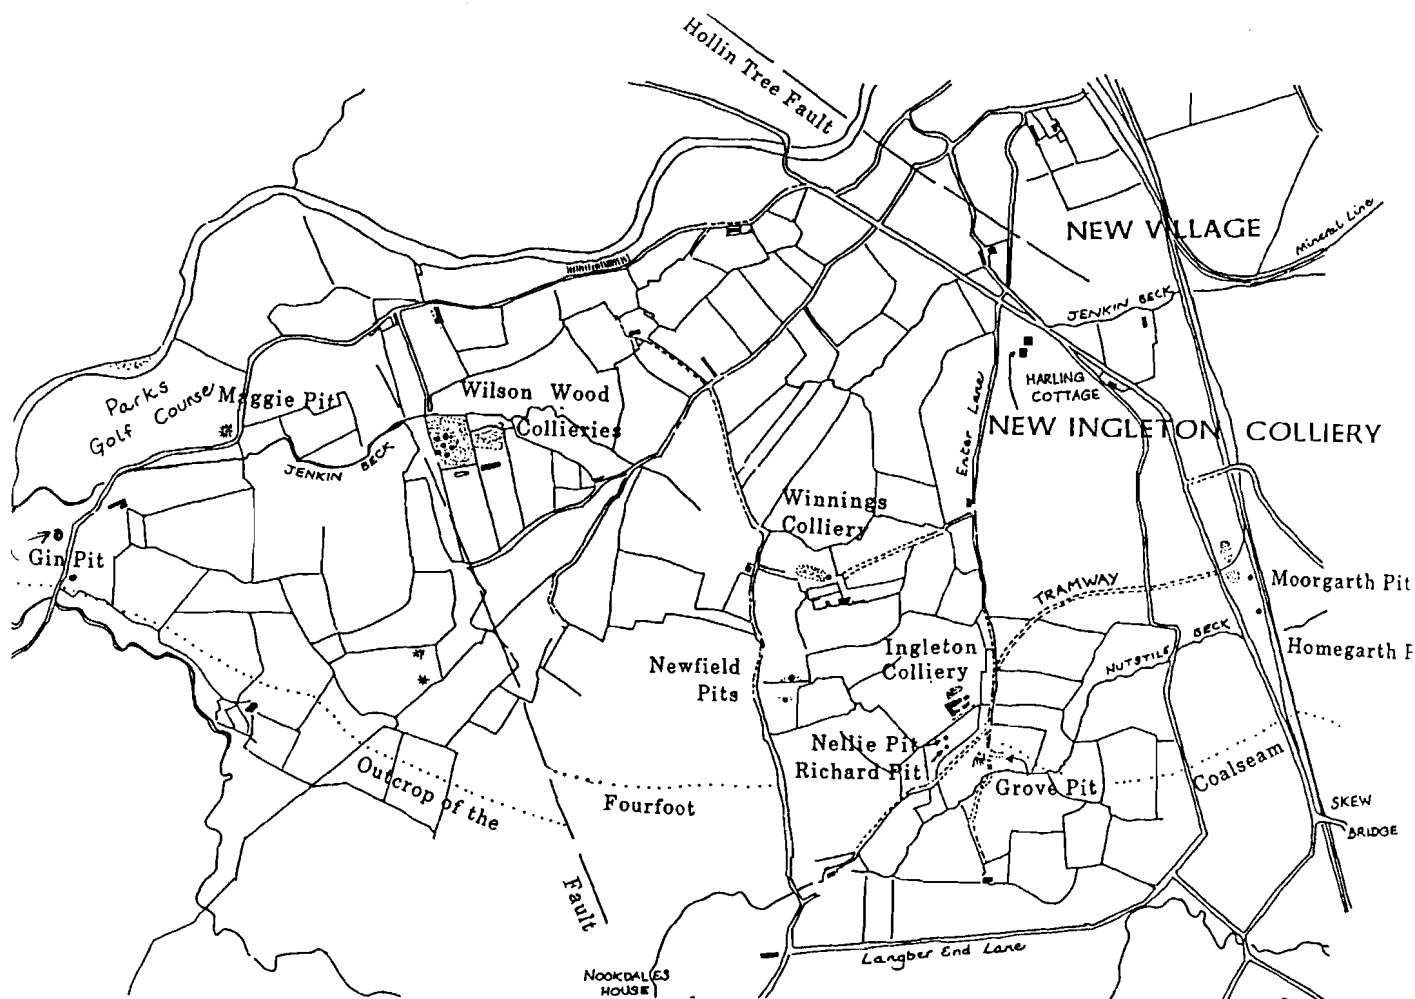 Hollin Tree Fault
NEW VILLAGE
Mineral Line
JENKIN BECK
Parks
Golf Course
Maggie Pit
Wilson Wood
Collieries
HARLING
COTTAGE
Enter Lane
NEW INGLETON COLLIERY
JENKIN BECK
Winnings
Colliery
Gin Pit
TRAMWAY
Moorgarth Pit
BECK
NUTSTILE
Homegarth P
Ingleton
Colliery
Newfield
Pits
Nellie Pit
Richard Pit
Grove Pit
Coalseam
Outcrop of the
Fourfoot
SKEW
BRIDGE
Fault
Langber End Lane
NOOKDALES
HOUSE